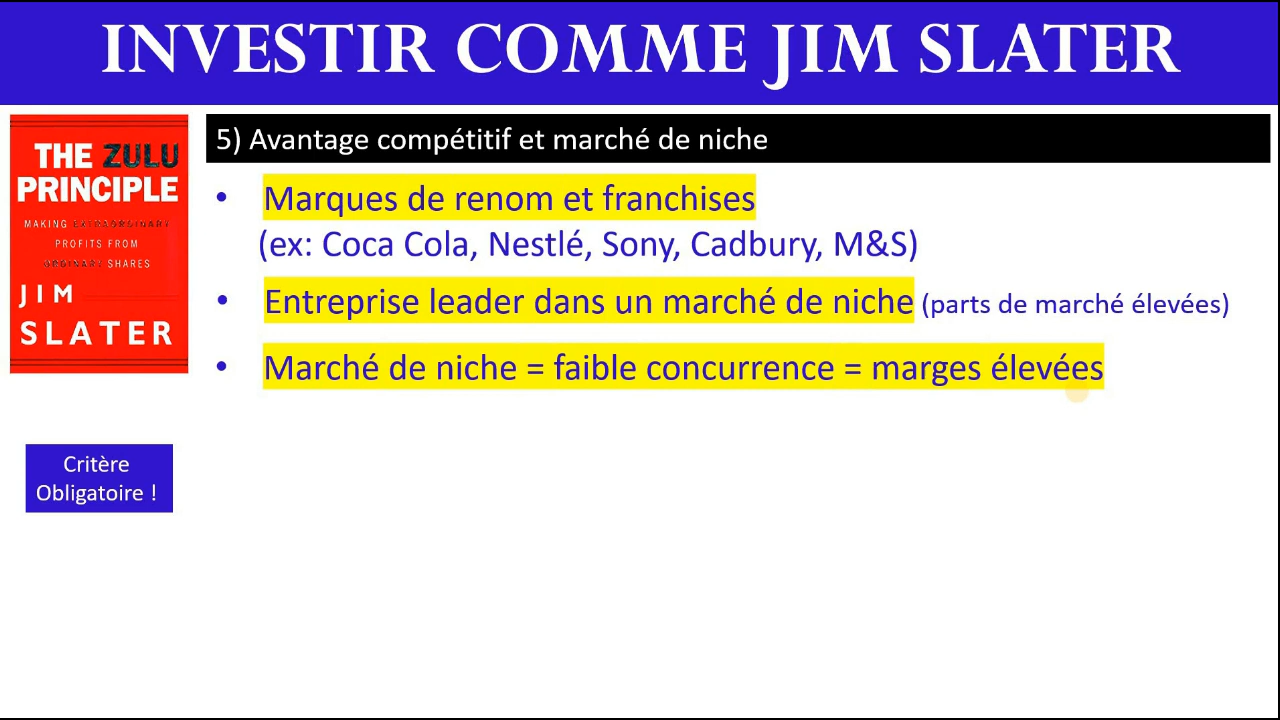 INVESTIR COMME JIM SLATER
THE ZULU
PRINCIPLE
MAKING EXTRAORDINARY
PROFITS FROM
ORDINARY SHARES
JIM
SLATER
5) Avantage compétitif et marché de niche
• Marques de renom et franchises
(ex: Coca Cola, Nestlé, Sony, Cadbury, M&S)
• Entreprise leader dans un marché de niche (parts de marché élevées)
• Marché de niche = faible concurrence = marges élevées
Critère
Obligatoire !